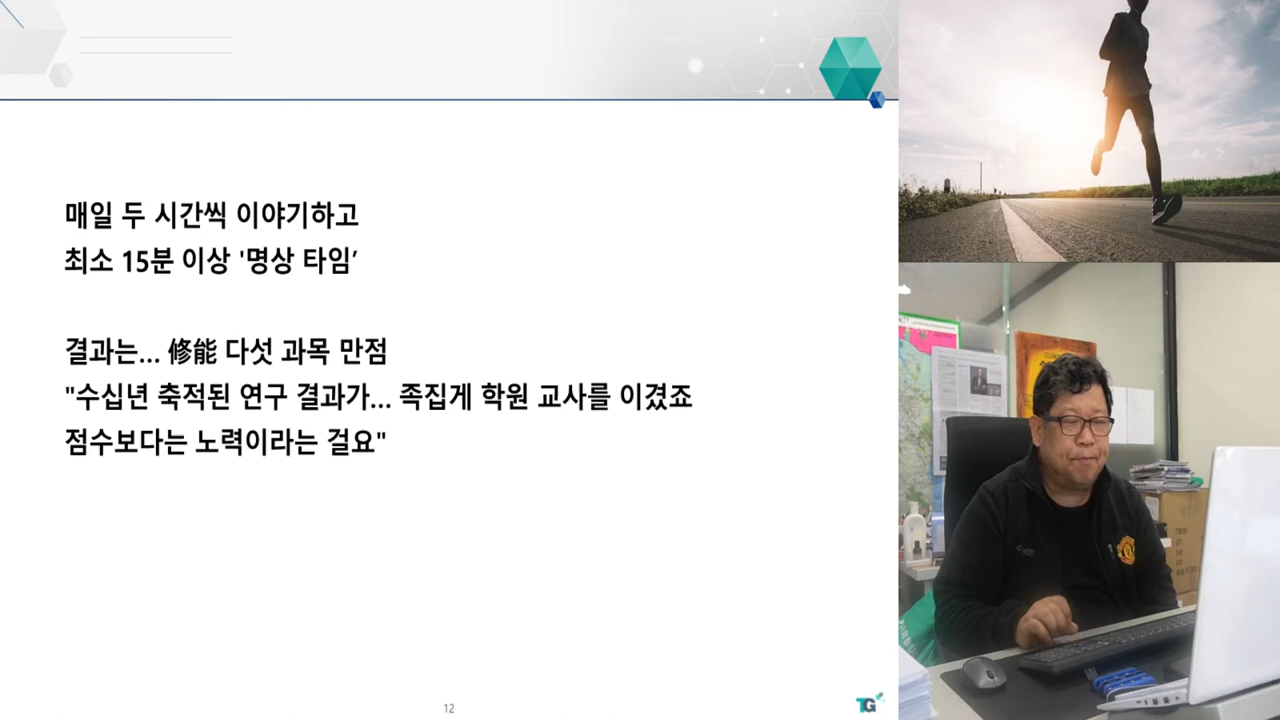 매일 두 시간씩 이야기하고
최소 15분 이상 '명상 타임’
결과는... 修能 다섯 과목 만점
"수십년 축적된 연구 결과가... 족집게 학원 교사를 이겼죠
점수보다는 노력이라는 걸요"
12
TG